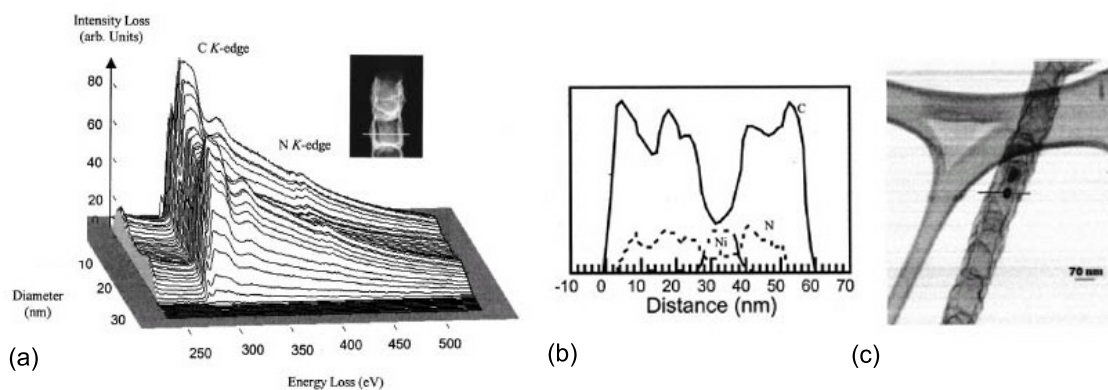 Intensity Loss
(arb. Units)
C K-edge
80
60
40
20
0
N K-edge
10
20
30
Diameter
(nm)
250
300
350
400
450
500
Energy Loss (eV)
(a)
C
Ni
N
-10 0 10 20 30 40 50 60 70
Distance (nm)
(b)
70 nm
(c)